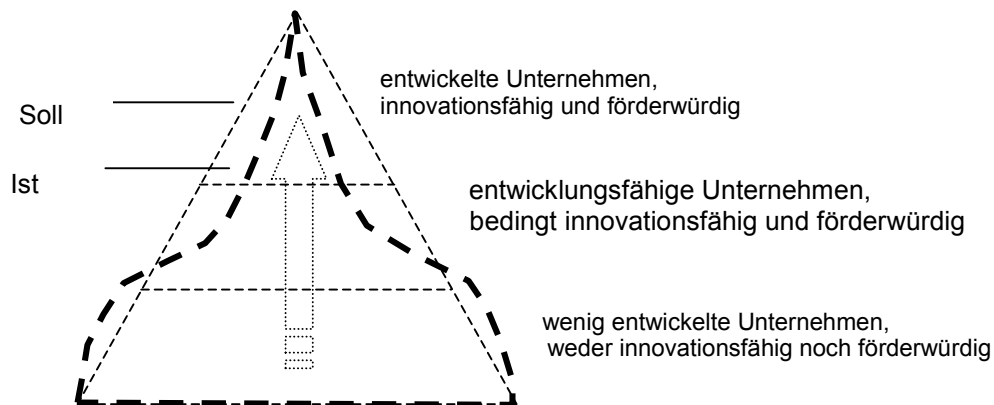 entwickelte Unternehmen,
innovationsfähig und förderwürdig
Soll
Ist
entwicklungsfähige Unternehmen,
bedingt innovationsfähig und förderwürdig
wenig entwickelte Unternehmen,
weder innovationsfähig noch förderwürdig